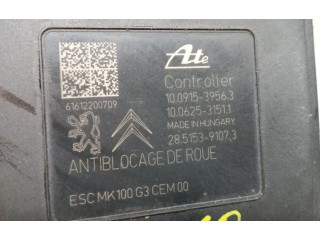 Ate
Controller
10.0915-3956.3
10.0625-3151.1
MADE IN HUNGARY
28.5153-9107.3
61612200709
ANTIBLOCAGE DE ROUE
ESC MK100 G3 CEM 00